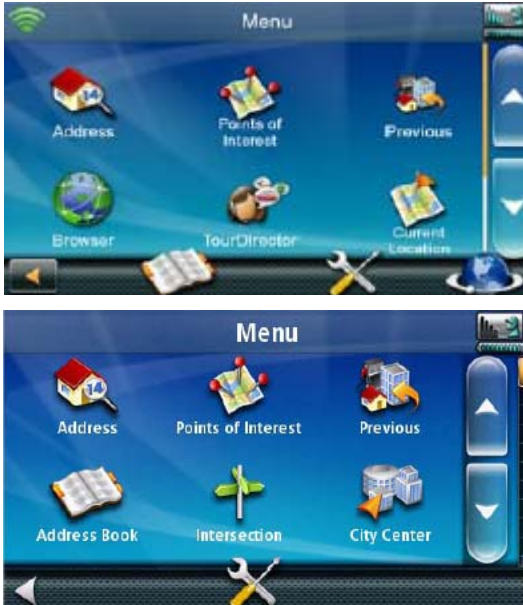 Menu
Address
Points of
Interest
Previous
Browser
TourDirector
Current
Location
Menu
Address
Points of Interest
Previous
Address Book
Intersection
City Center